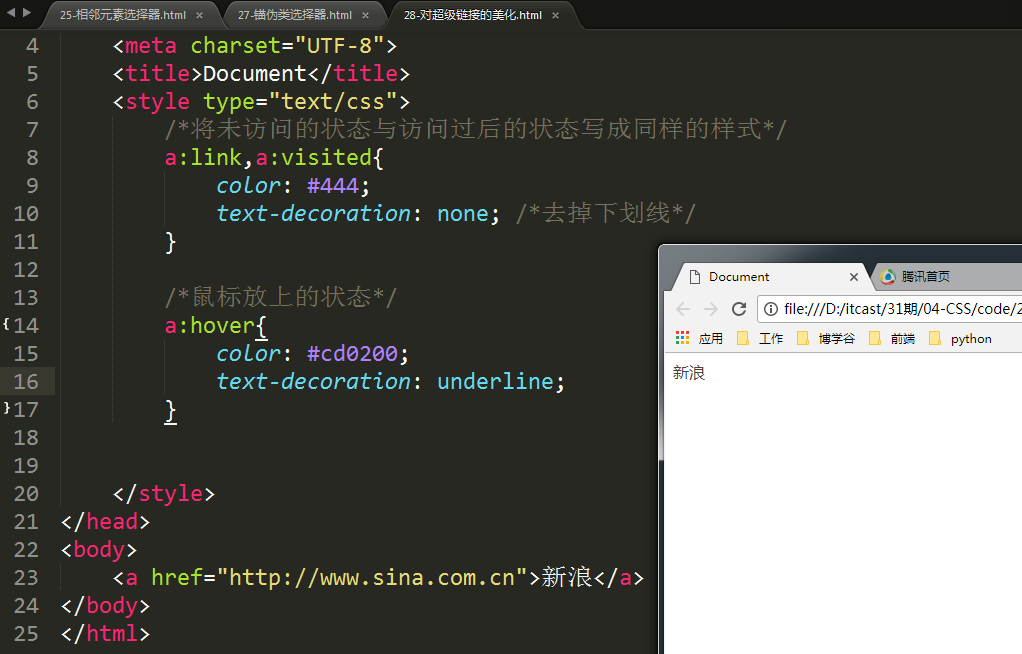 25-相邻元素选择器.html ×
27-锚伪类选择器.html ×
28-对超级链接的美化.html ×
4 <meta charset="UTF-8">
5 <title>Document</title>
6 <style type="text/css">
7 /*将未访问的状态与访问过后的状态写成同样的样式*/
8 a:link,a:visited{
9 color: #444;
10 text-decoration: none; /*去掉下划线*/
11 }
12
13 /*鼠标放上的状态*/
14 a:hover{
15 color: #cd0200;
16 text-decoration: underline;
17 }
18
19
20 </style>
21 </head>
22 <body>
23 <a href="http://www.sina.com.cn">新浪</a>
24 </body>
25 </html>
Document ×
腾讯首页
file:///D:/itcast/31期/04-CSS/code/2
应用 工作 博学谷 前端 python
新浪